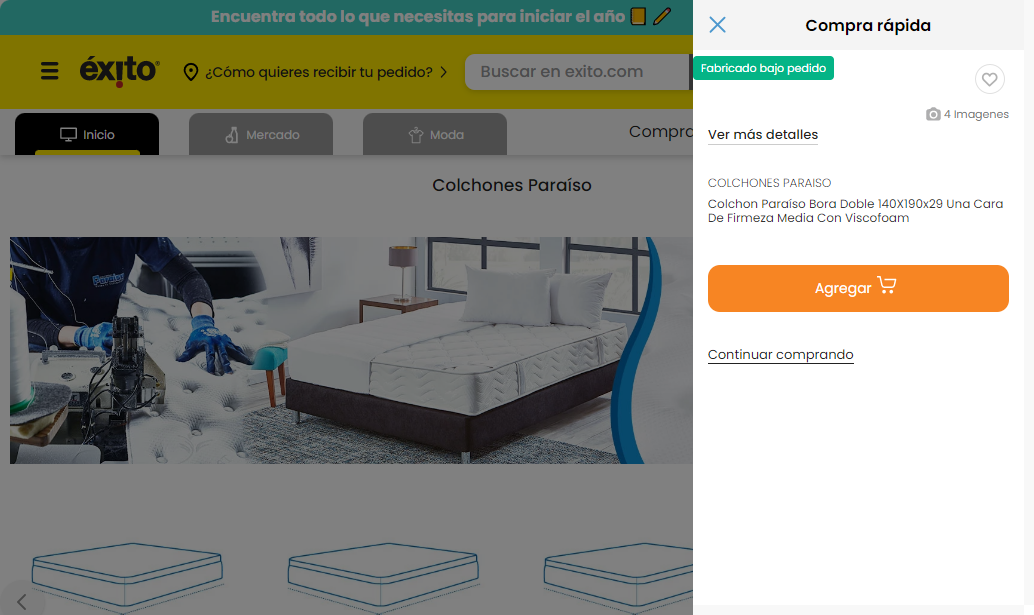 Encuentra todo lo que necesitas para iniciar el año
éxito
¿Cómo quieres recibir tu pedido?
Buscar en exito.com
Inicio
Mercado
Moda
Compra
Colchones Paraíso
Compra rápida
Fabricado bajo pedido
4 Imagenes
Ver más detalles
COLCHONES PARAISO
Colchon Paraíso Bora Doble 140X190x29 Una Cara
De Firmeza Media Con Viscofoam
Agregar
Continuar comprando